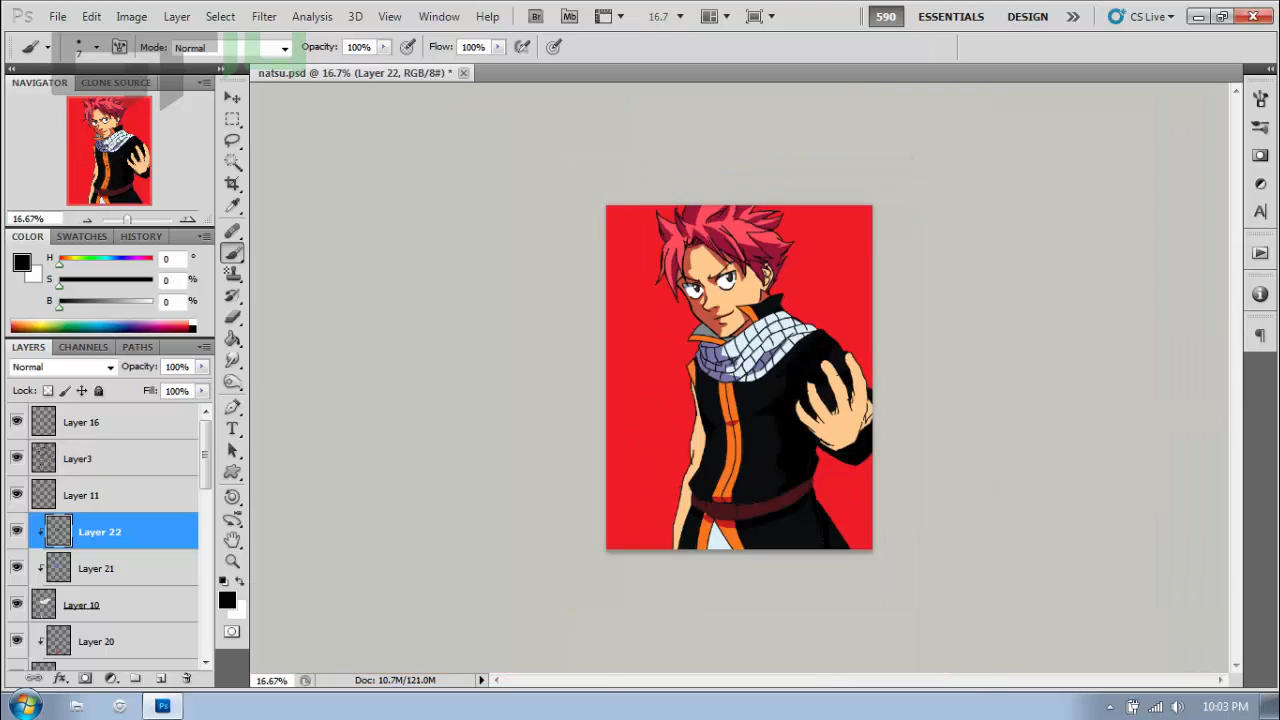 Ps File Edit Image Layer Select Filter Analysis 3D View Window Help Br Mb 16.7 590 ESSENTIALS DESIGN CS Live
7 Mode: Normal Opacity: 100% Flow: 100%
natsu.psd @ 16.7% (Layer 22, RGB/8#) *
NAVIGATOR CLONE SOURCE
16.67%
COLOR SWATCHES HISTORY
H 0 °
S 0 %
B 0 %
LAYERS CHANNELS PATHS
Normal Opacity: 100%
Lock: Fill: 100%
Layer 16
Layer3
Layer 11
Layer 22
Layer 21
Layer 10
Layer 20
fx
16.67% Doc: 10.7M/121.0M
Ps 10:03 PM